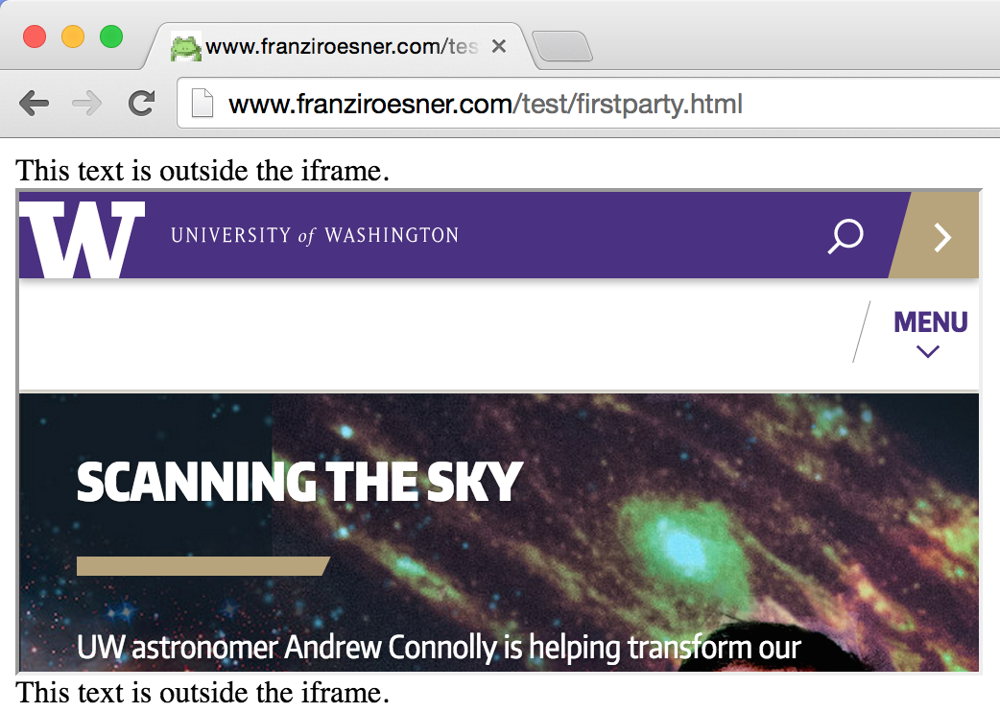 www.franziroesner.com/tes
www.franziroesner.com/test/firstparty.html
This text is outside the iframe.
W UNIVERSITY of WASHINGTON
MENU
SCANNING THE SKY
UW astronomer Andrew Connolly is helping transform our
This text is outside the iframe.